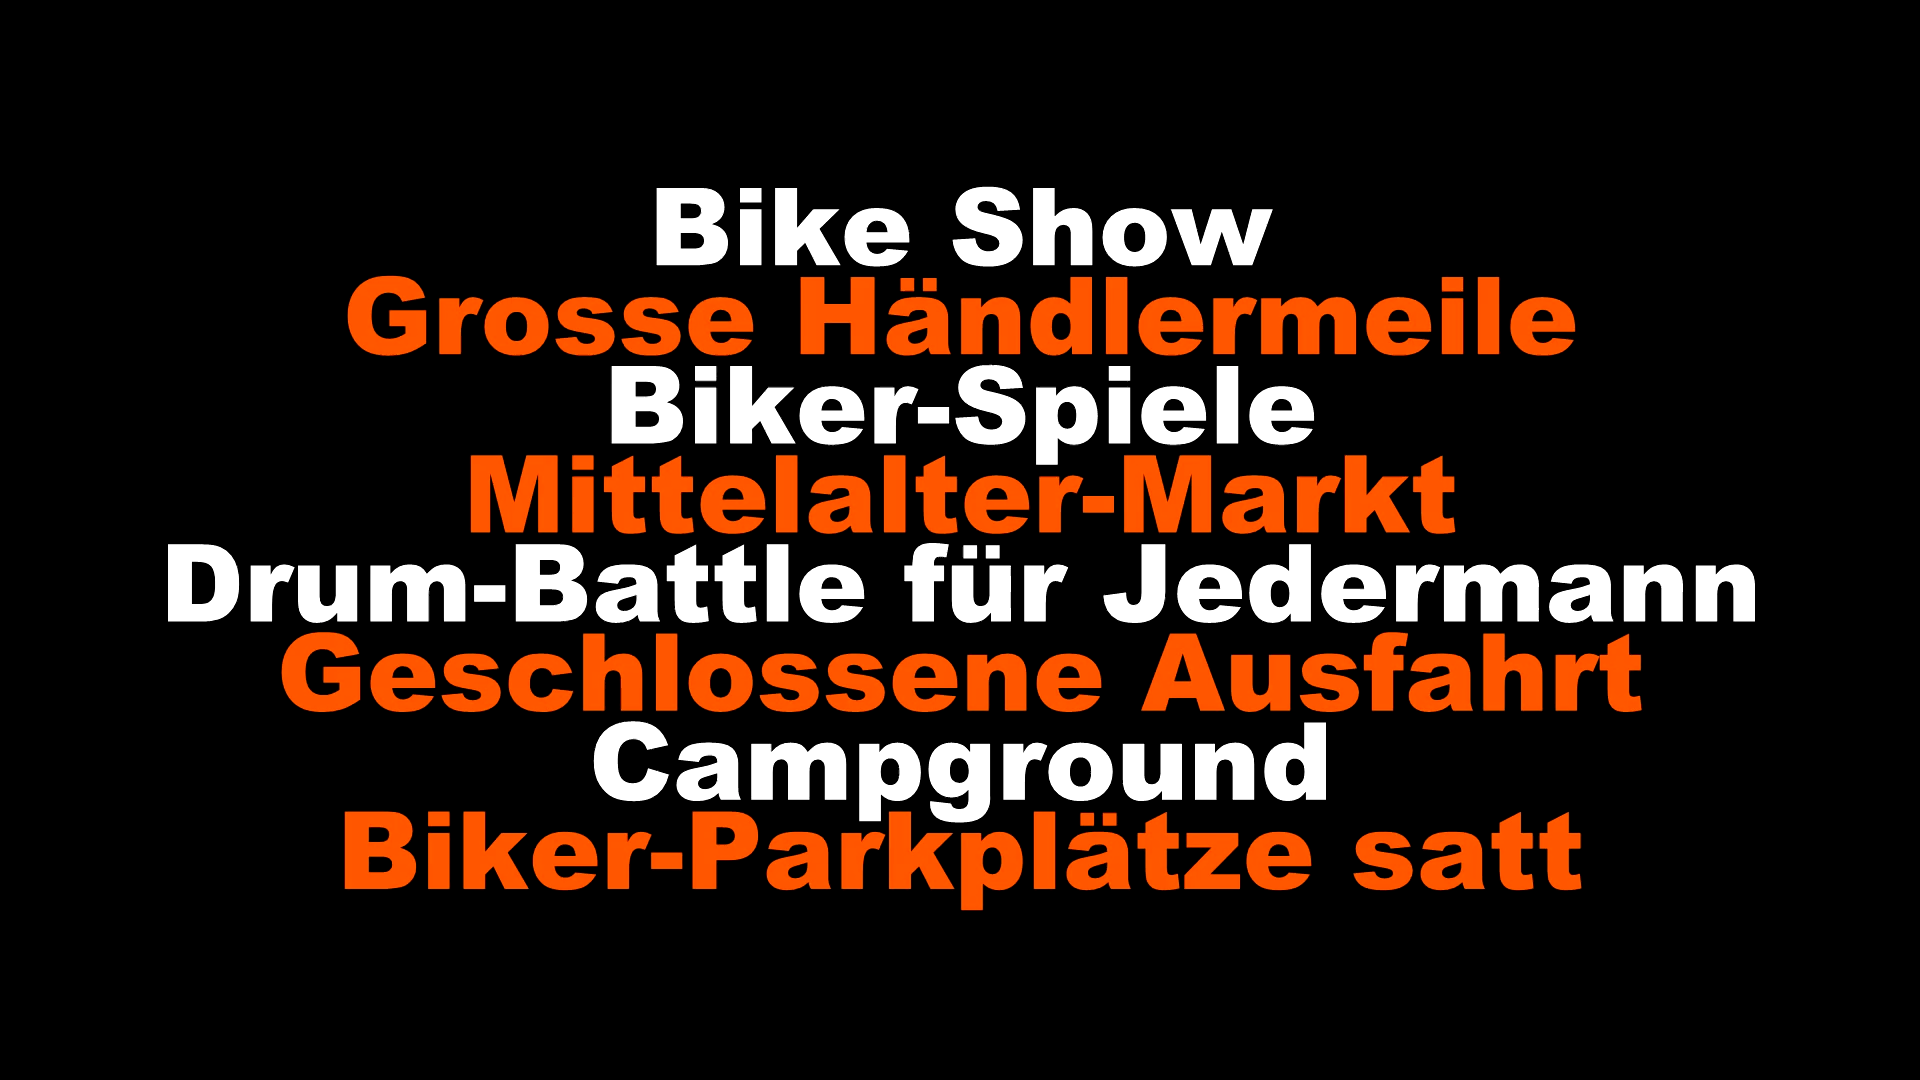 Bike Show
Grosse Händlermeile
Biker-Spiele
Mittelalter-Markt
Drum-Battle für Jedermann
Geschlossene Ausfahrt
Campground
Biker-Parkplätze satt